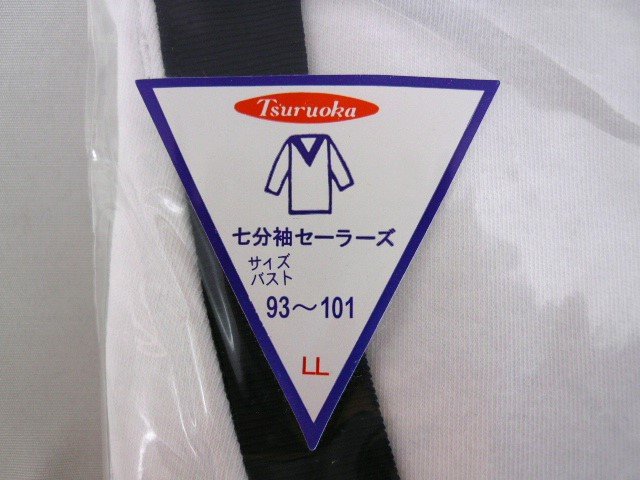 Tsuruoka
七分袖セーラーズ
サイズ
バスト
93～101
LL